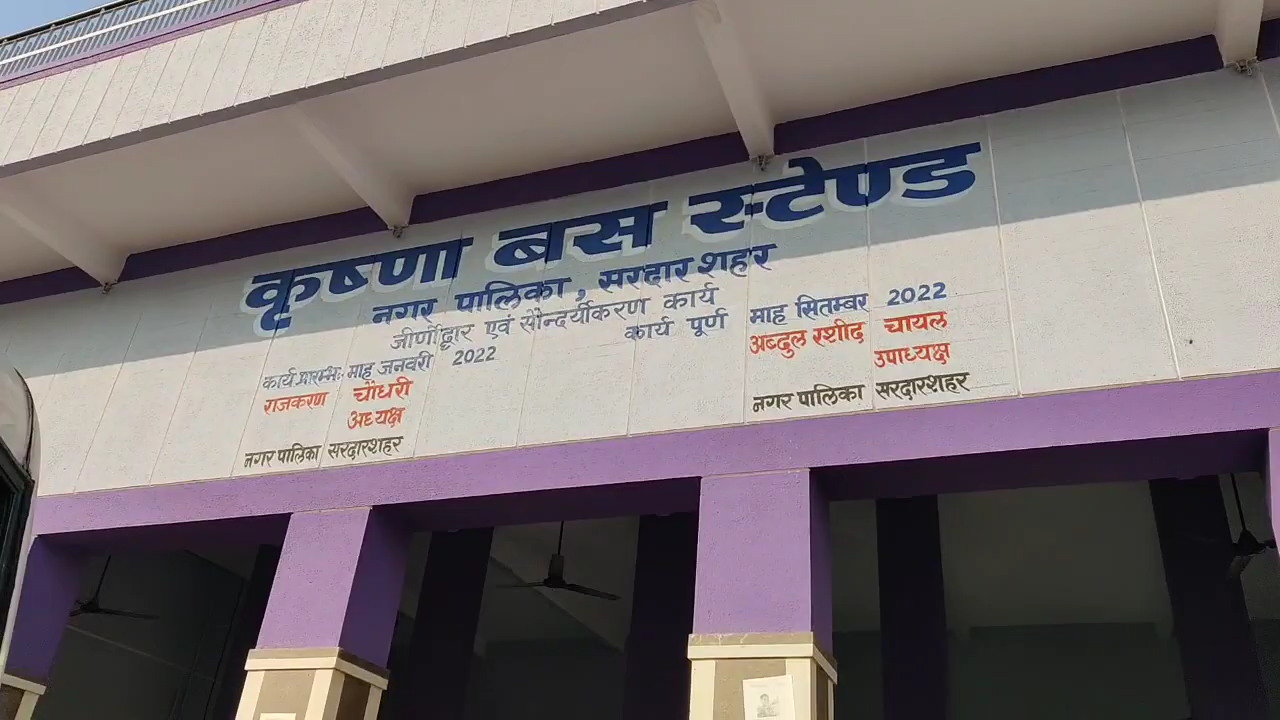 कृष्णा बस स्टेण्ड
नगर पालिका, सरदारशहर
जीर्णोद्धार एवं सौन्दर्यीकरण कार्य
कार्य प्रारम्भ: माह जनवरी 2022
राजकरण चौधरी
अध्यक्ष
नगर पालिका सरदारशहर
कार्य पूर्ण माह सितम्बर 2022
अब्दुल रशीद चायल
उपाध्यक्ष
नगर पालिका सरदारशहर